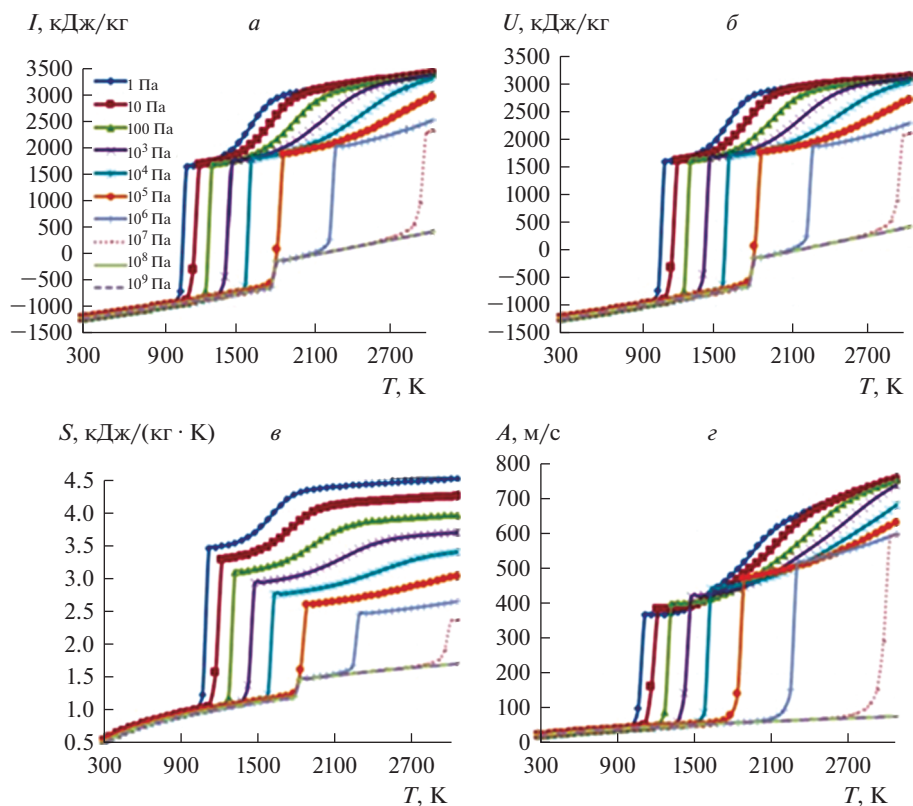 I, кДж/кг
а
3500
3000
2500
2000
1500
1000
500
0
−500
−1000
−1500
1 Па
10 Па
100 Па
10³ Па
10⁴ Па
10⁵ Па
10⁶ Па
10⁷ Па
10⁸ Па
10⁹ Па
300 900 1500 2100 2700
T, К
U, кДж/кг
б
3500
3000
2500
2000
1500
1000
500
0
−500
−1000
−1500
300 900 1500 2100 2700
T, К
S, кДж/(кг · К)
в
4.5
4.0
3.5
3.0
2.5
2.0
1.5
1.0
0.5
300 900 1500 2100 2700
T, К
A, м/с
г
800
700
600
500
400
300
200
100
0
300 900 1500 2100 2700
T, К